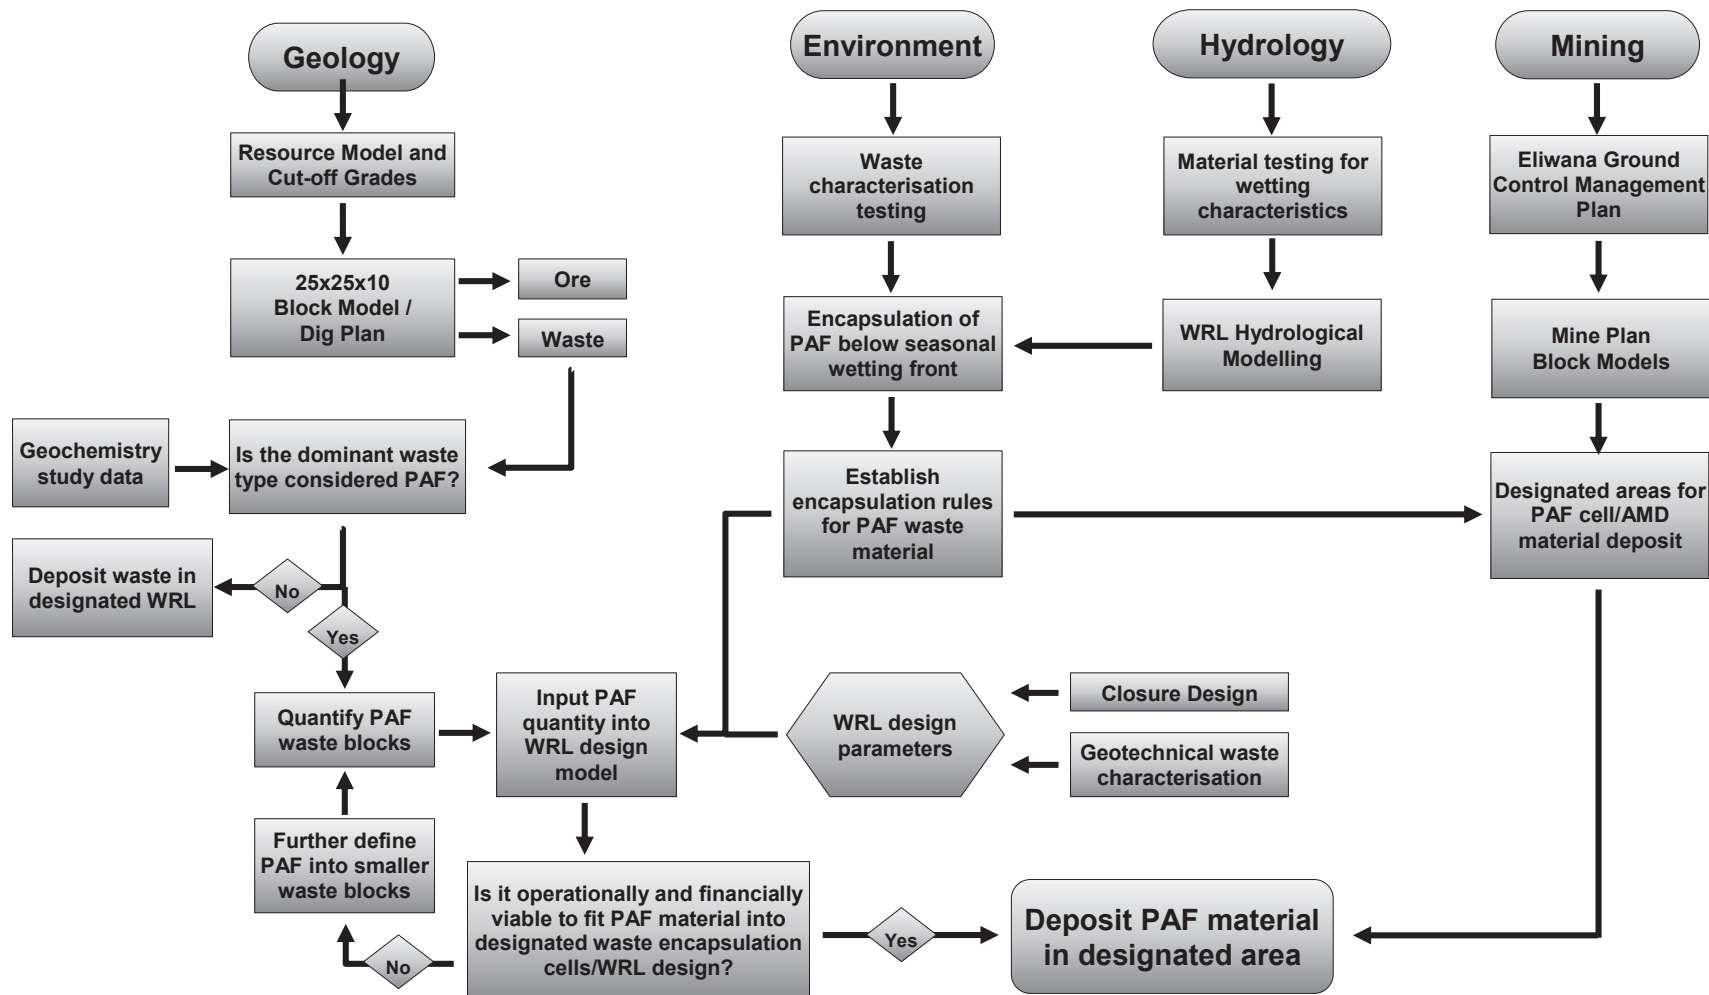 Geology
Environment
Hydrology
Mining
Resource Model and
Cut-off Grades
Waste
characterisation
testing
Material testing for
wetting
characteristics
Eliwana Ground
Control Management
Plan
25x25x10
Block Model /
Dig Plan
Ore
Waste
Encapsulation of
PAF below seasonal
wetting front
WRL Hydrological
Modelling
Mine Plan
Block Models
Geochemistry
study data
Is the dominant waste
type considered PAF?
Establish
encapsulation rules
for PAF waste
material
Designated areas for
PAF cell/AMD
material deposit
Deposit waste in
designated WRL
No
Yes
Quantify PAF
waste blocks
Input PAF
quantity into
WRL design
model
WRL design
parameters
Closure Design
Geotechnical waste
characterisation
Further define
PAF into smaller
waste blocks
Is it operationally and financially
viable to fit PAF material into
designated waste encapsulation
cells/WRL design?
No
Yes
Deposit PAF material
in designated area